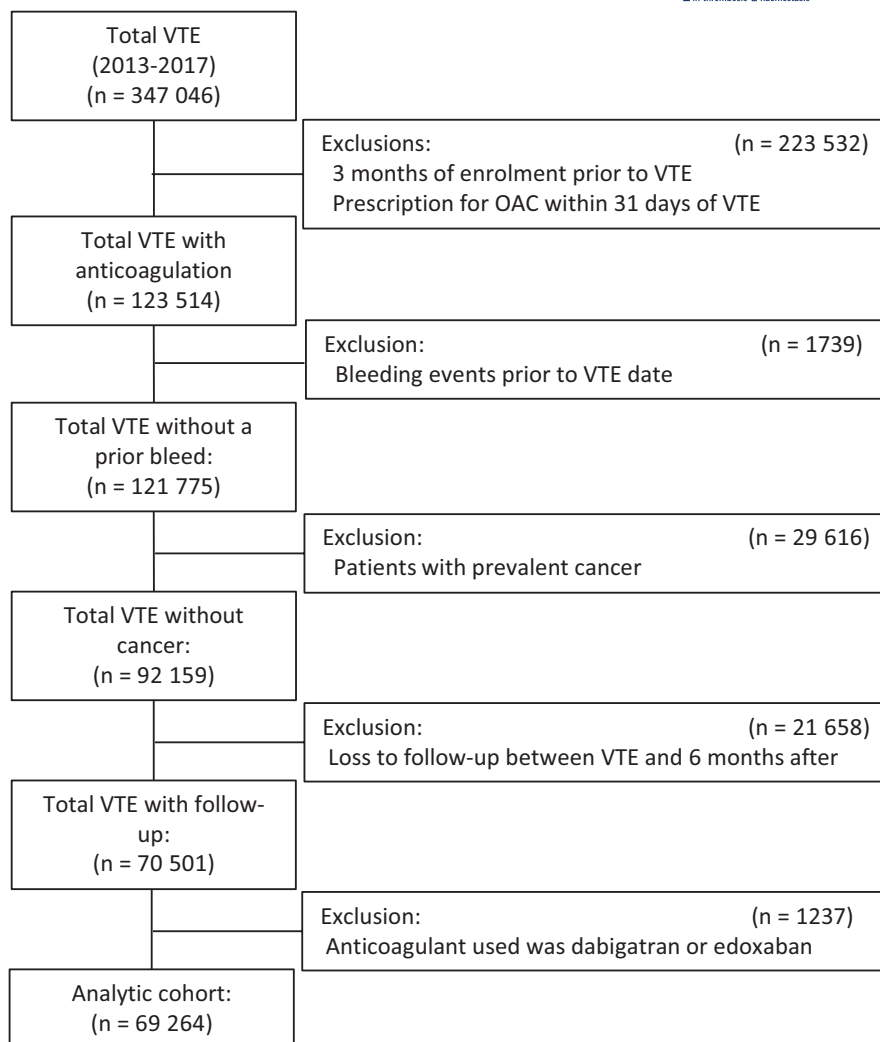 Total VTE
(2013-2017)
(n = 347 046)
Exclusions: (n = 223 532)
3 months of enrolment prior to VTE
Prescription for OAC within 31 days of VTE
Total VTE with
anticoagulation
(n = 123 514)
Exclusion: (n = 1739)
Bleeding events prior to VTE date
Total VTE without a
prior bleed:
(n = 121 775)
Exclusion: (n = 29 616)
Patients with prevalent cancer
Total VTE without
cancer:
(n = 92 159)
Exclusion: (n = 21 658)
Loss to follow-up between VTE and 6 months after
Total VTE with follow-
up:
(n = 70 501)
Exclusion: (n = 1237)
Anticoagulant used was dabigatran or edoxaban
Analytic cohort:
(n = 69 264)